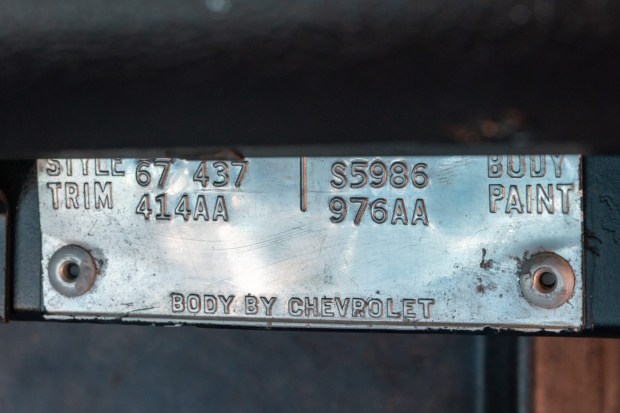 STYLE 67 437 S5986 BODY
TRIM 414AA 976AA PAINT
BODY BY CHEVROLET